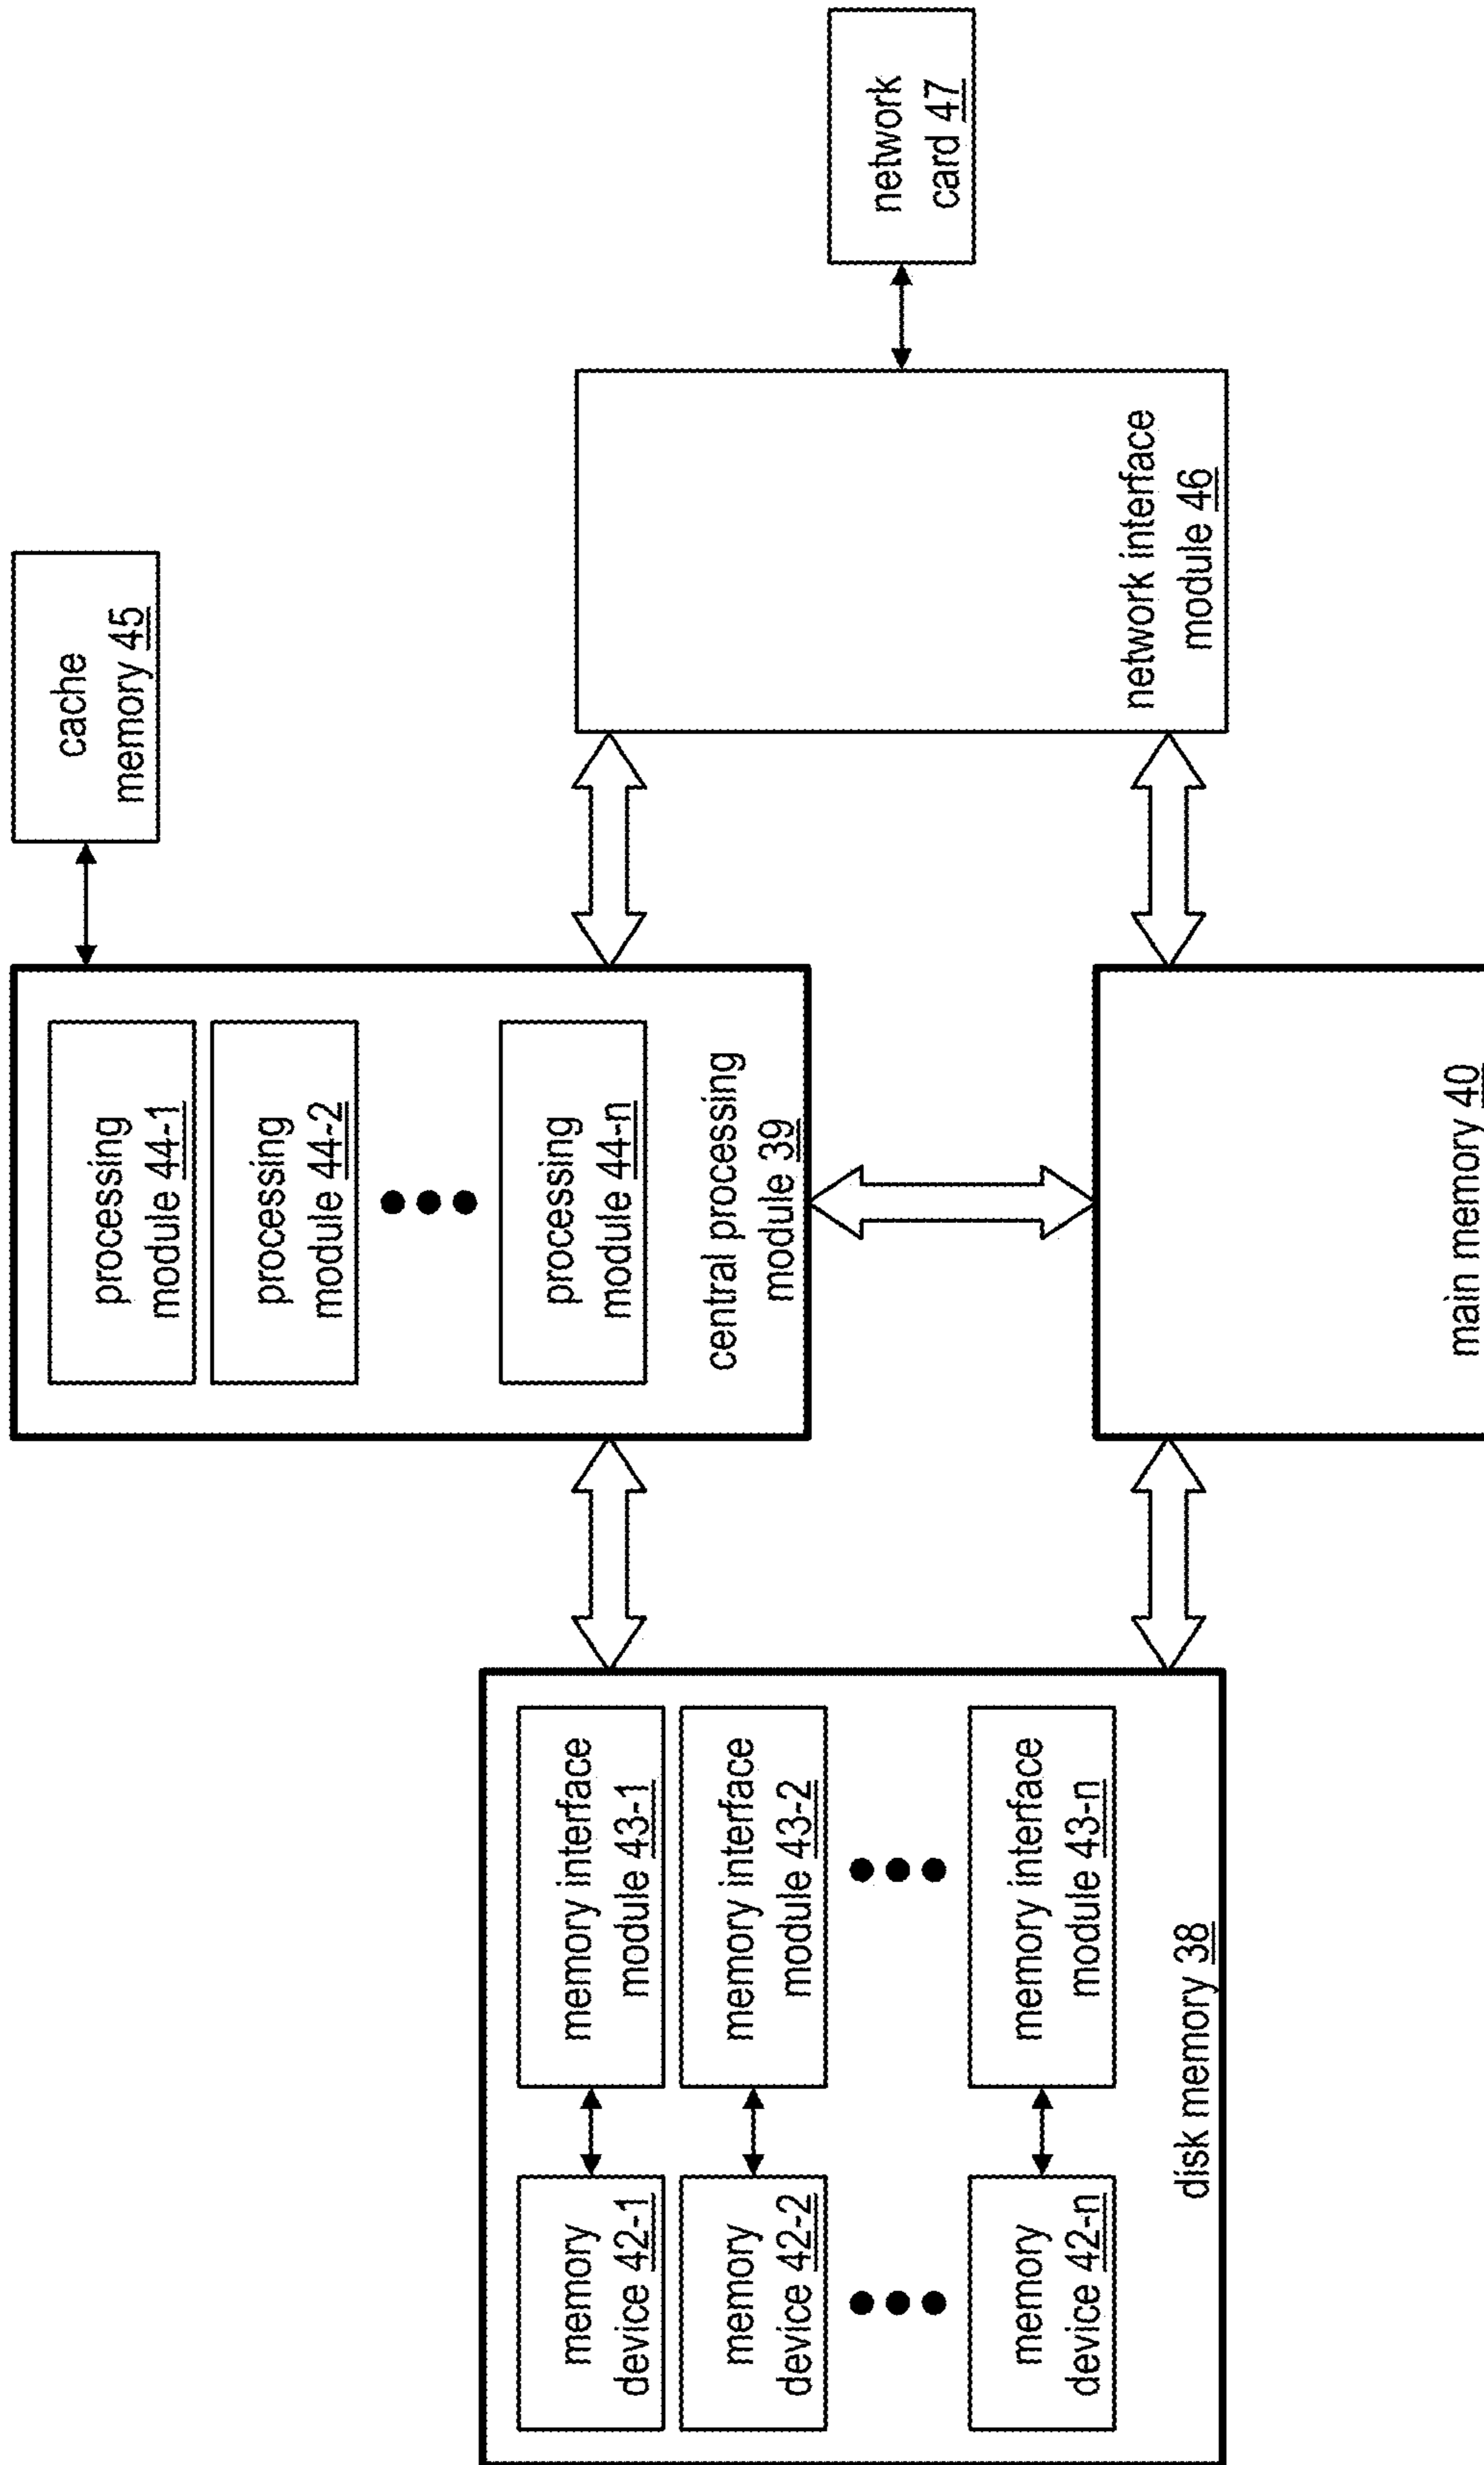 memory
device 42-1
memory interface
module 43-1
memory
device 42-2
memory interface
module 43-2
memory
device 42-n
memory interface
module 43-n
disk memory 38
processing
module 44-1
processing
module 44-2
processing
module 44-n
central processing
module 39
main memory 40
cache
memory 45
network interface
module 46
network
card 47